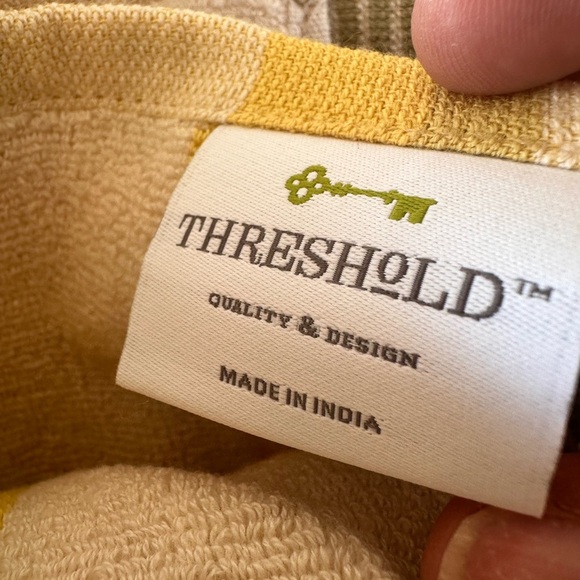 THRESHOLD™
QUALITY & DESIGN
MADE IN INDIA